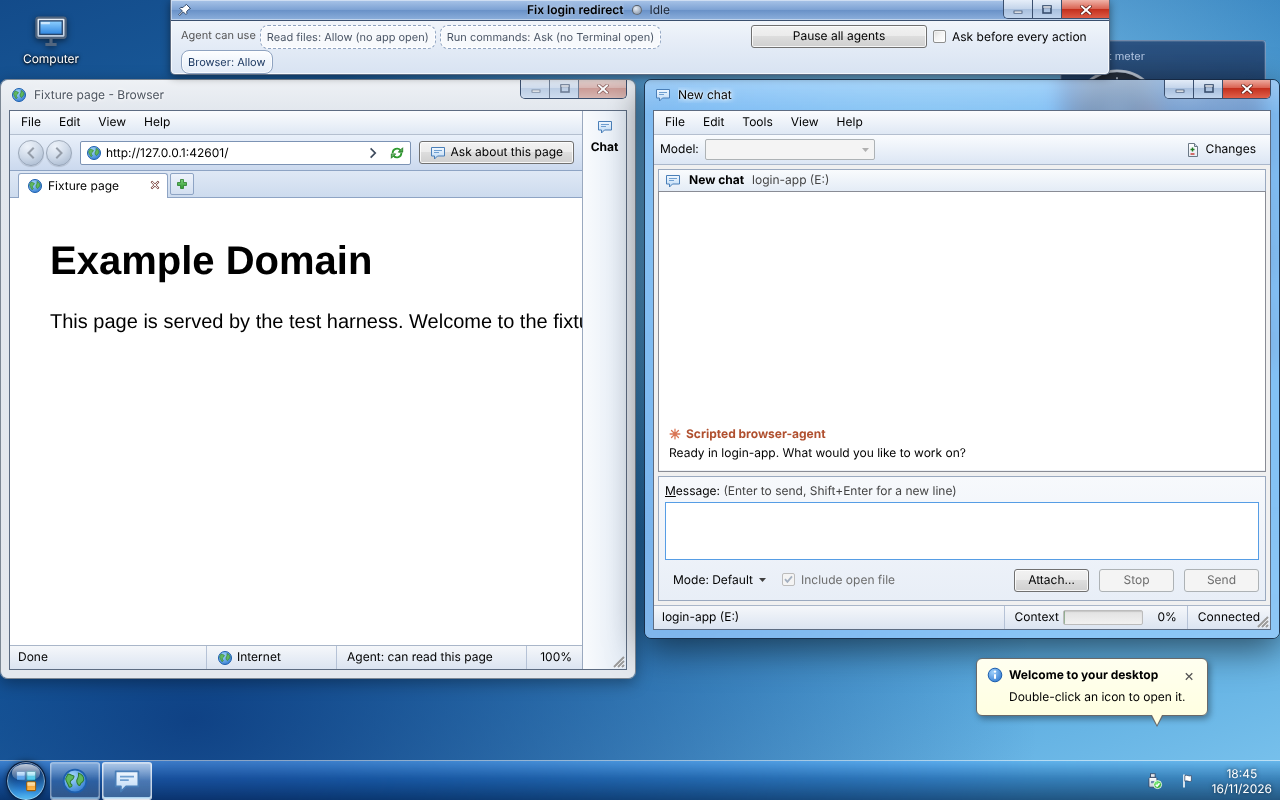 Computer
Fix login redirect
Idle
Agent can use
Read files: Allow (no app open)
Run commands: Ask (no Terminal open)
Browser: Allow
Pause all agents
Ask before every action
meter
Fixture page - Browser
File Edit View Help
http://127.0.0.1:42601/
Ask about this page
Fixture page
Example Domain
This page is served by the test harness. Welcome to the
Chat
Done
Internet
Agent: can read this page
100%
New chat
File Edit Tools View Help
Model:
Changes
New chat login-app (E:)
Scripted browser-agent
Ready in login-app. What would you like to work on?
Message: (Enter to send, Shift+Enter for a new line)
Mode: Default
Include open file
Attach...
Stop
Send
login-app (E:)
Context
0%
Connected
Welcome to your desktop
Double-click an icon to open it.
18:45
16/11/2026